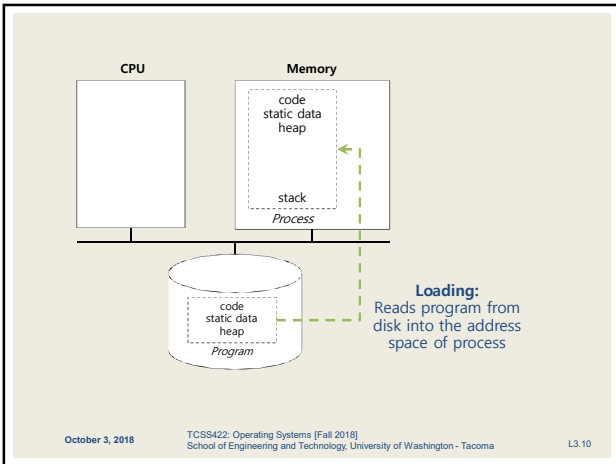 CPU
Memory
code
static data
heap
stack
Process
code
static data
heap
Program
Loading:
Reads program from
disk into the address
space of process
October 3, 2018
TCSS422: Operating Systems [Fall 2018]
School of Engineering and Technology, University of Washington - Tacoma
L3.10